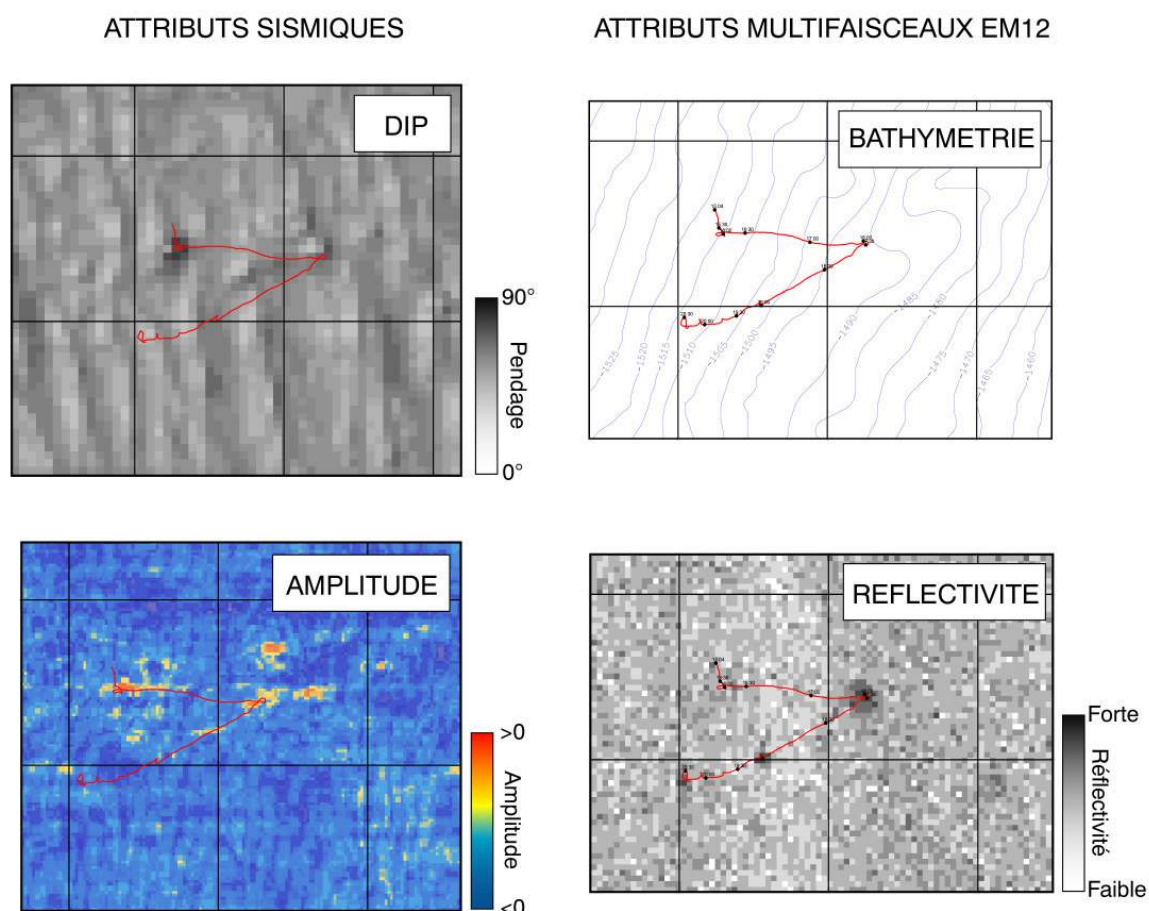 ATTRIBUTS SISMIQUES
ATTRIBUTS MULTIFAISCEAUX EM12
DIP
90°
Pendage
0°
BATHYMETRIE
-1525
-1520
-1515
-1510
-1505
-1500
-1495
-1490
-1485
-1480
-1475
-1470
-1465
-1460
AMPLITUDE
>0
Amplitude
<0
REFLECTIVITE
Forte
Réflectivité
Faible